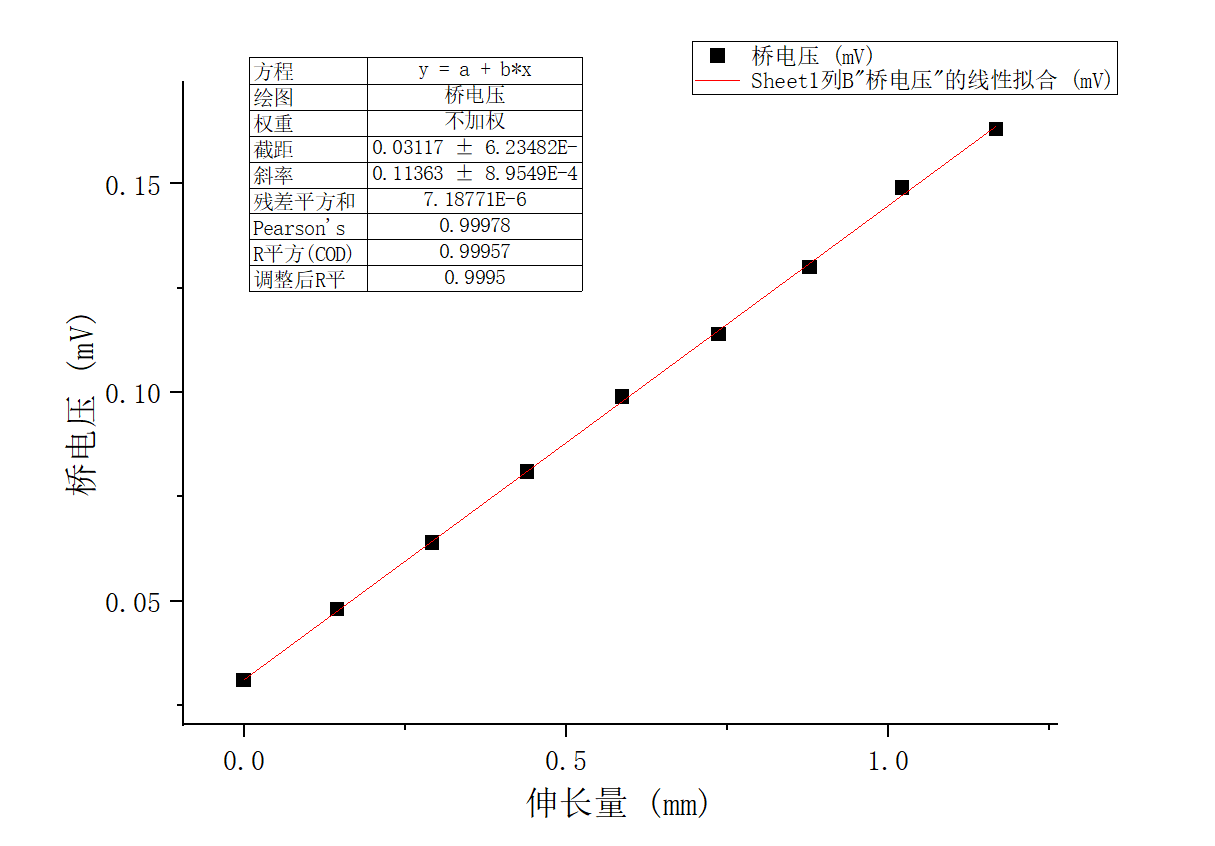 桥电压 (mV)
Sheet1列B"桥电压"的线性拟合 (mV)
方程 y = a + b*x
绘图 桥电压
权重 不加权
截距 0.03117 ± 6.23482E-
斜率 0.11363 ± 8.9549E-4
残差平方和 7.18771E-6
Pearson's 0.99978
R平方(COD) 0.99957
调整后R平 0.9995
0.15
0.10
0.05
桥电压 (mV)
0.0 0.5 1.0
伸长量 (mm)